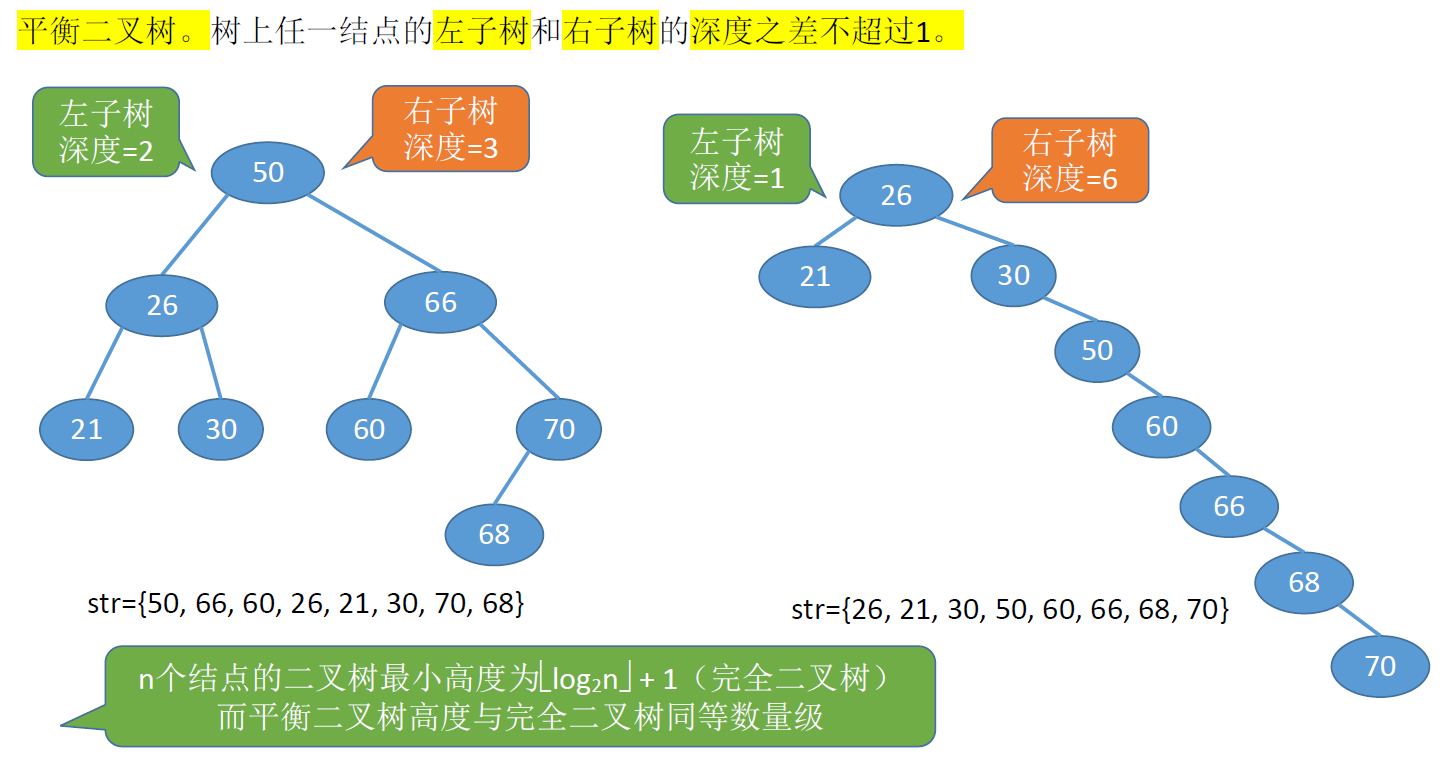 平衡二叉树。树上任一结点的左子树和右子树的深度之差不超过1。
左子树
深度=2
右子树
深度=3
50
26
66
21
30
60
70
68
str={50, 66, 60, 26, 21, 30, 70, 68}
左子树
深度=1
右子树
深度=6
26
21
30
50
60
66
68
70
str={26, 21, 30, 50, 60, 66, 68, 70}
n个结点的二叉树最小高度为⌊log₂n⌋ + 1（完全二叉树）
而平衡二叉树高度与完全二叉树同等数量级